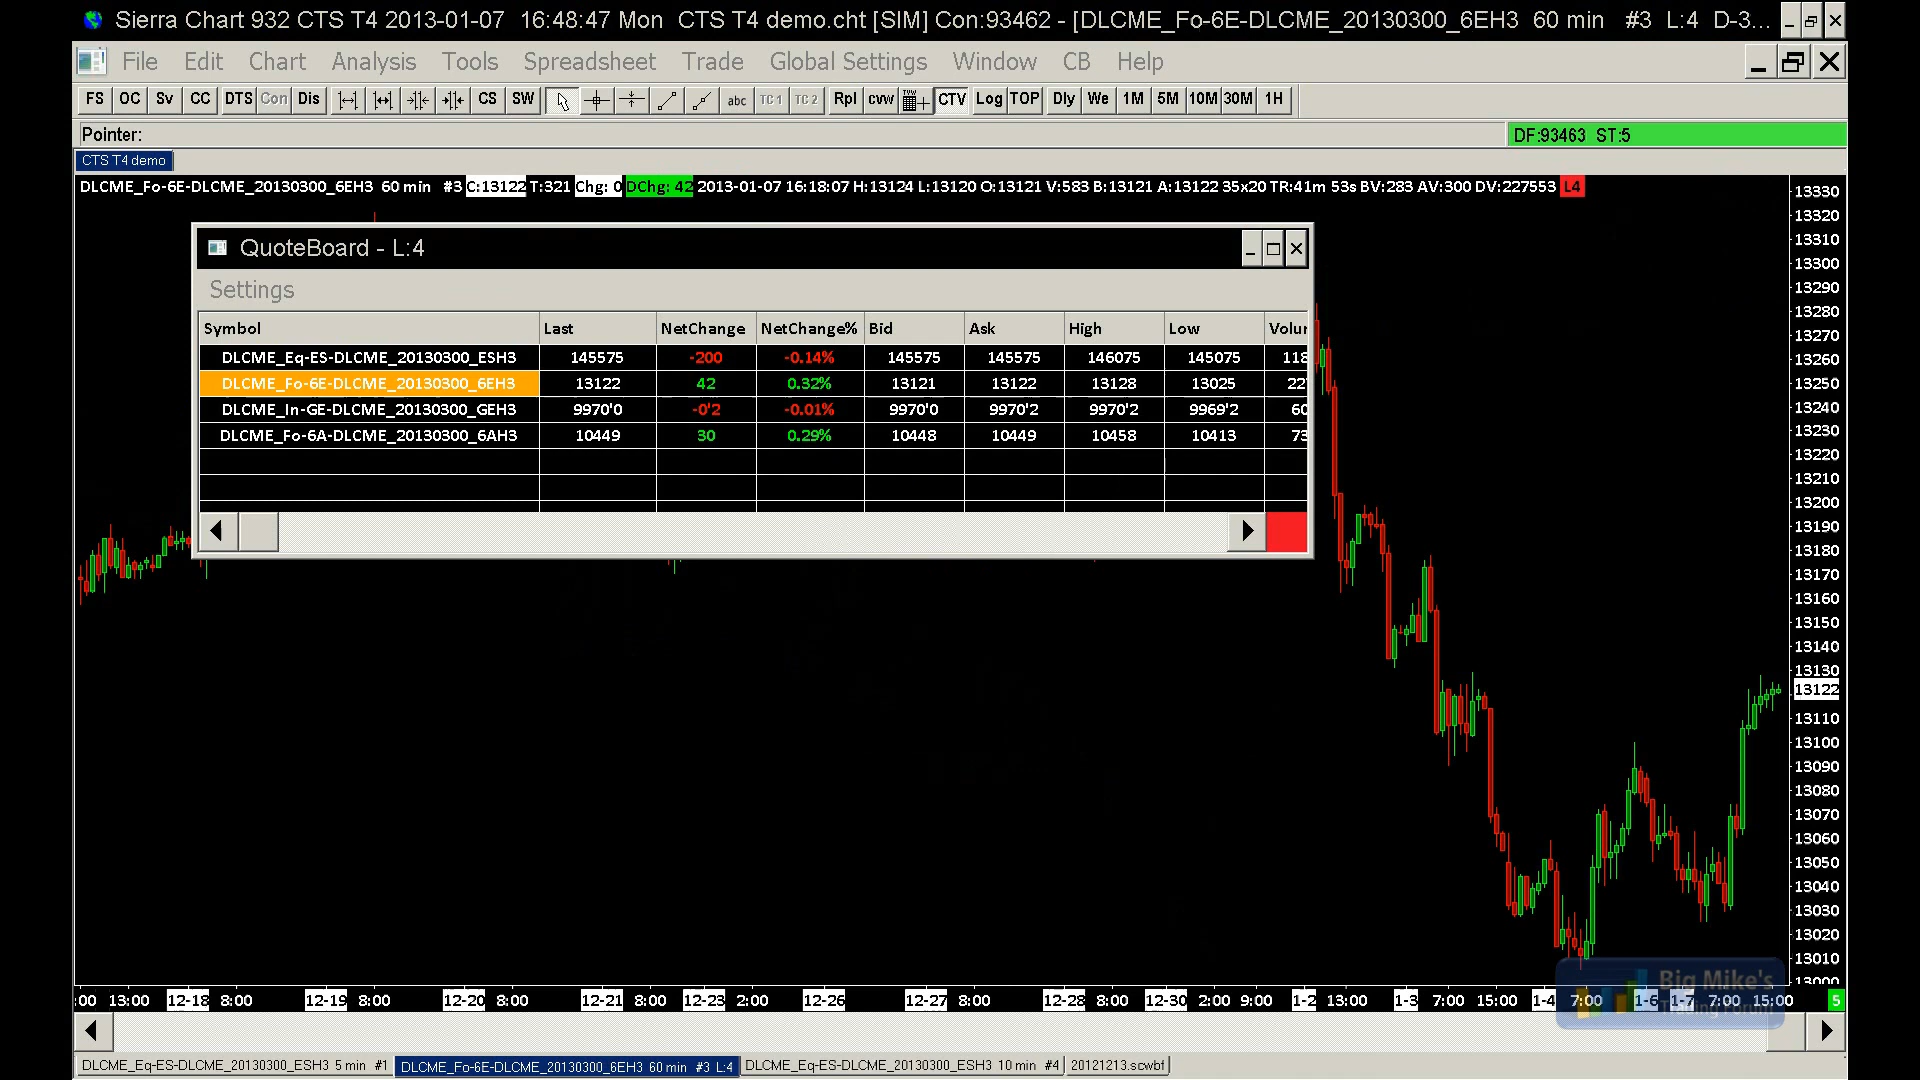 Sierra Chart 932 CTS T4 2013-01-07  16:48:47 Mon  CTS T4 demo.cht [SIM] Con:93462 - [DLCME_Fo-6E-DLCME_20130300_6EH3  60 min  #3  L:4  D-3...
File Edit Chart Analysis Tools Spreadsheet Trade Global Settings Window CB Help
FS OC Sv CC DTS Con Dis CS SW abc TC 1 TC 2 Rpl cvw TVW CTV Log TOP Dly We 1M 5M 10M 30M 1H
Pointer: DF:93463 ST:5
CTS T4 demo
DLCME_Fo-6E-DLCME_20130300_6EH3 60 min #3 C:13122 T:321 Chg: 0 DChg: 42 2013-01-07 16:18:07 H:13124 L:13120 O:13121 V:583 B:13121 A:13122 35x20 TR:41m 53s BV:283 AV:300 DV:227553 L4
QuoteBoard - L:4
Settings
Symbol Last NetChange NetChange% Bid Ask High Low Volur
DLCME_Eq-ES-DLCME_20130300_ESH3 145575 -200 -0.14% 145575 145575 146075 145075 118
DLCME_Fo-6E-DLCME_20130300_6EH3 13122 42 0.32% 13121 13122 13128 13025 22
DLCME_In-GE-DLCME_20130300_GEH3 9970'0 -0'2 -0.01% 9970'0 9970'2 9970'2 9969'2 60
DLCME_Fo-6A-DLCME_20130300_6AH3 10449 30 0.29% 10448 10449 10458 10413 73
13330
13320
13310
13300
13290
13280
13270
13260
13250
13240
13230
13220
13210
13200
13190
13180
13170
13160
13150
13140
13130
13122
13110
13100
13090
13080
13070
13060
13050
13040
13030
13020
13010
13000
Big Mike's
Trading Forum
:00 13:00 12-18 8:00 12-19 8:00 12-20 8:00 12-21 8:00 12-23 2:00 12-26 12-27 8:00 12-28 8:00 12-30 2:00 9:00 1-2 13:00 1-3 7:00 15:00 1-4 7:00 1-6 1-7 7:00 15:00 5
DLCME_Eq-ES-DLCME_20130300_ESH3 5 min #1 DLCME_Fo-6E-DLCME_20130300_6EH3 60 min #3 L:4 DLCME_Eq-ES-DLCME_20130300_ESH3 10 min #4 20121213.scwbf